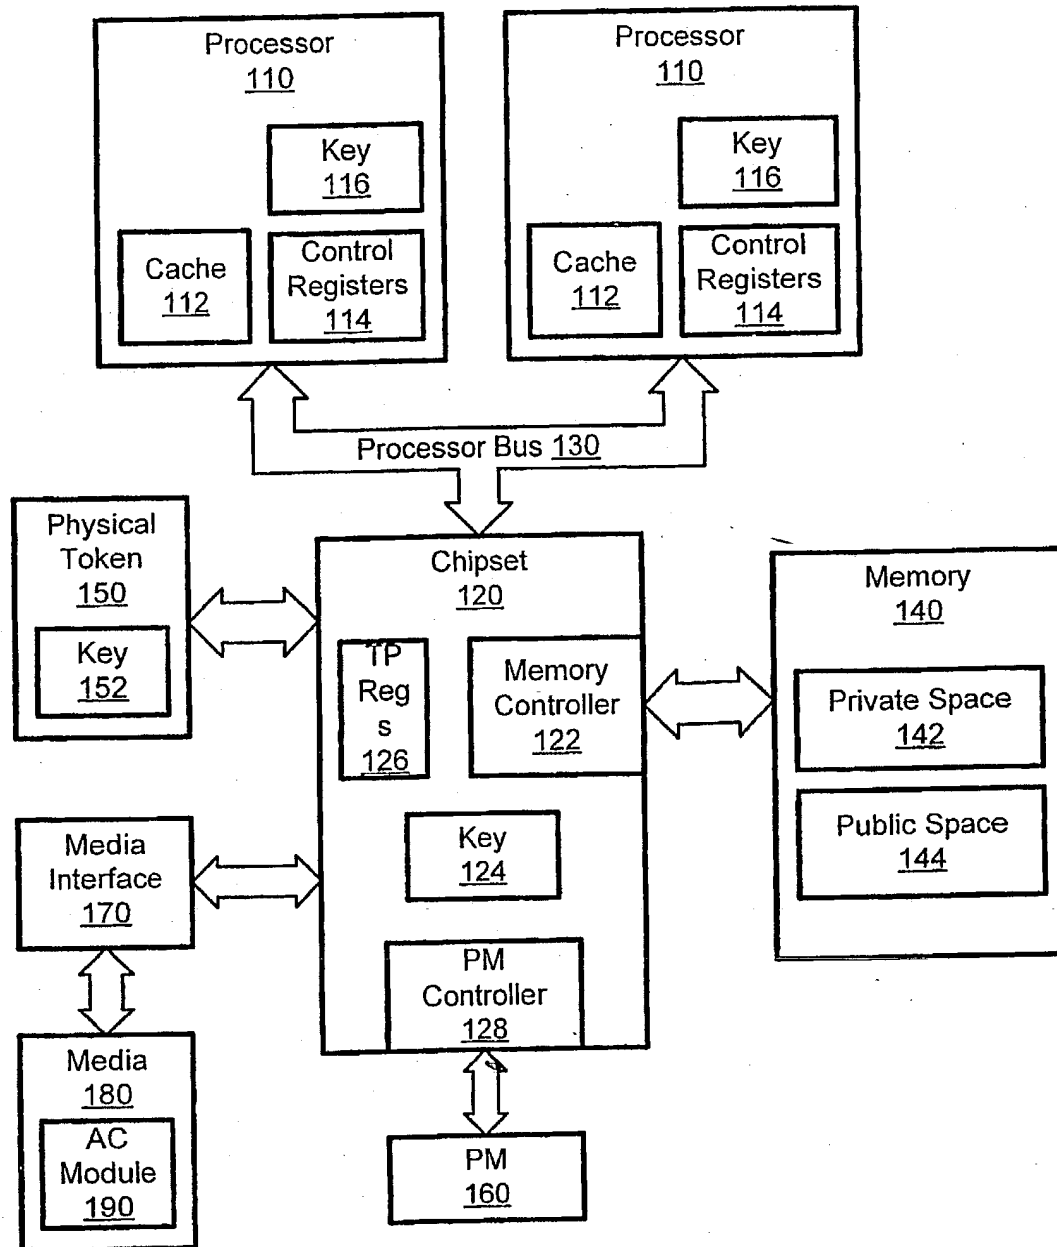 Processor
110
Key
116
Cache
112
Control
Registers
114
Processor
110
Key
116
Cache
112
Control
Registers
114
Processor Bus 130
Physical
Token
150
Key
152
Chipset
120
TP
Reg
s
126
Memory
Controller
122
Key
124
PM
Controller
128
Memory
140
Private Space
142
Public Space
144
Media
Interface
170
Media
180
AC
Module
190
PM
160